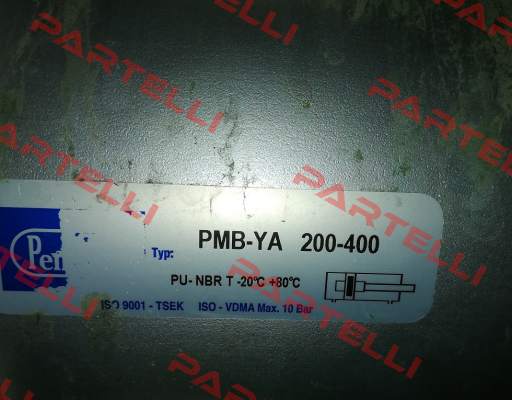 PARTELLI
PARTELLI
PARTELLI
PARTELLI
PARTELLI
Typ: PMB-YA 200-400
PU- NBR T -20°C +80°C
ISO 9001 - TSEK ISO - VDMA Max. 10 Bar
PARTELLI
PARTELLI
PARTELLI